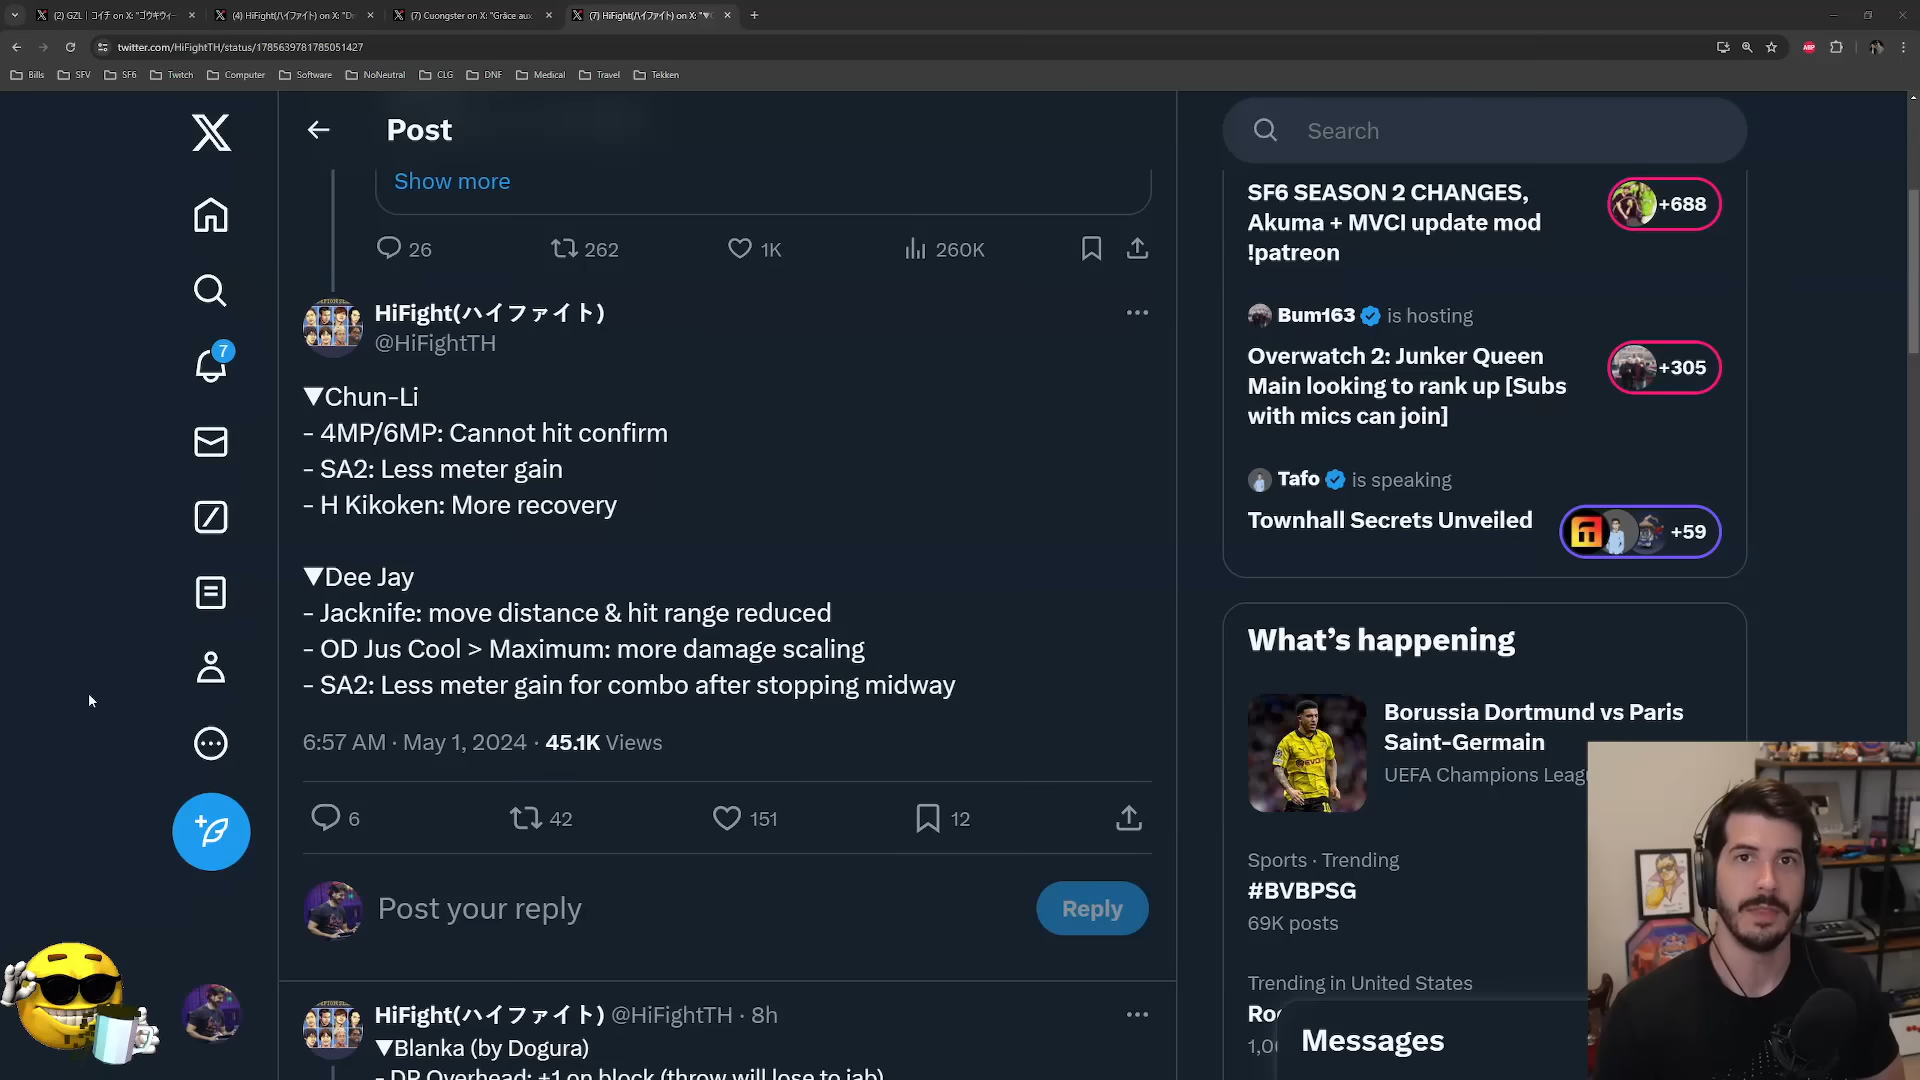 (2) GZL | コイチ on X: "ゴウキウィー
(4) HiFight(ハイファイト) on X: "D
(7) Cuongster on X: "Grâce aux
(7) HiFight(ハイファイト) on X: "▼
twitter.com/HiFightTH/status/1785639781785051427
ABP
Bills
SFV
SF6
Twitch
Computer
Software
NoNeutral
CLG
DNF
Medical
Travel
Tekken
Post
Search
Show more
26
262
1K
260K
7
HiFight(ハイファイト)
@HiFightTH
▼Chun-Li
- 4MP/6MP: Cannot hit confirm
- SA2: Less meter gain
- H Kikoken: More recovery
▼Dee Jay
- Jacknife: move distance & hit range reduced
- OD Jus Cool > Maximum: more damage scaling
- SA2: Less meter gain for combo after stopping midway
6:57 AM · May 1, 2024 · 45.1K Views
6
42
151
12
Post your reply
Reply
HiFight(ハイファイト) @HiFightTH · 8h
▼Blanka (by Dogura)
- DP Overhead: +1 on block (throw will lose to jab)
SF6 SEASON 2 CHANGES,
Akuma + MVCI update mod
!patreon
+688
Bum163 is hosting
Overwatch 2: Junker Queen
Main looking to rank up [Subs
with mics can join]
+305
Tafo is speaking
Townhall Secrets Unveiled
+59
What's happening
Borussia Dortmund vs Paris
Saint-Germain
UEFA Champions Leag
Sports · Trending
#BVBPSG
69K posts
Trending in United States
Ro
1,0
Messages